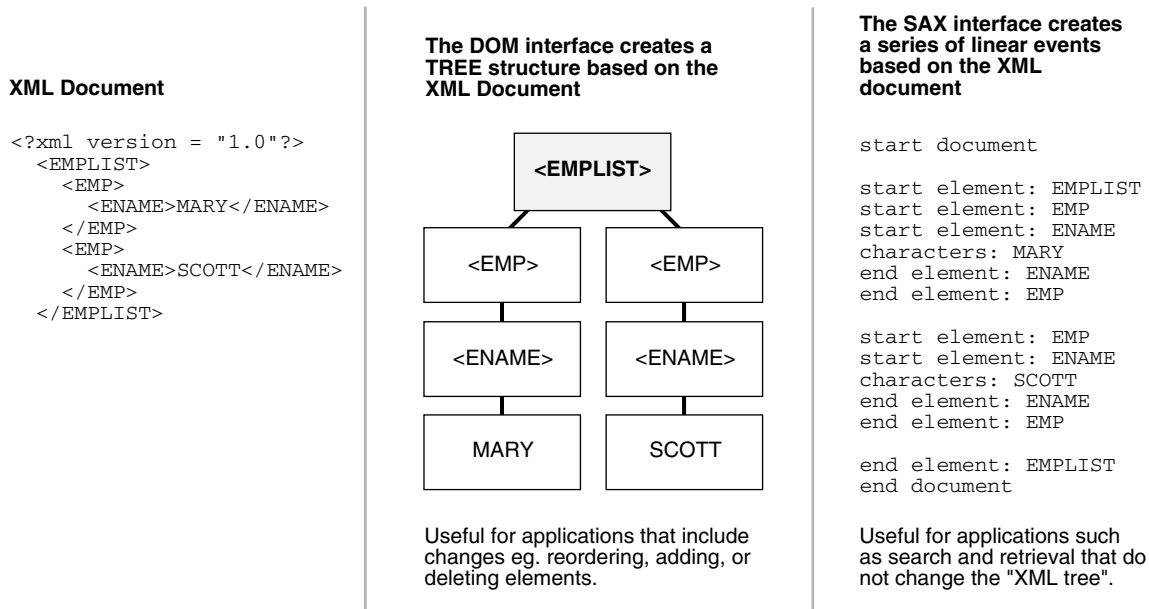 XML Document
<?xml version = "1.0"?>
<EMPLIST>
<EMP>
<ENAME>MARY</ENAME>
</EMP>
<EMP>
<ENAME>SCOTT</ENAME>
</EMP>
</EMPLIST>
The DOM interface creates a
TREE structure based on the
XML Document
<EMPLIST>
<EMP>
<EMP>
<ENAME>
<ENAME>
MARY
SCOTT
Useful for applications that include
changes eg. reordering, adding, or
deleting elements.
The SAX interface creates
a series of linear events
based on the XML
document
start document
start element: EMPLIST
start element: EMP
start element: ENAME
characters: MARY
end element: ENAME
end element: EMP
start element: EMP
start element: ENAME
characters: SCOTT
end element: ENAME
end element: EMP
end element: EMPLIST
end document
Useful for applications such
as search and retrieval that do
not change the "XML tree".